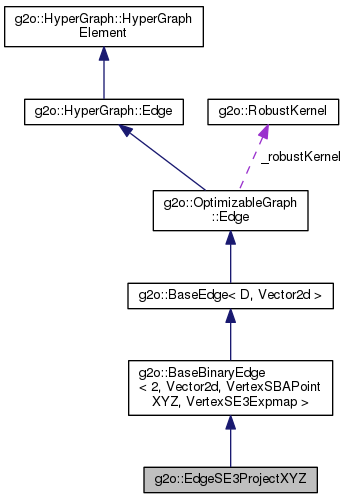 g2o::HyperGraph::HyperGraph
Element
g2o::HyperGraph::Edge
g2o::RobustKernel
_robustKernel
g2o::OptimizableGraph
::Edge
g2o::BaseEdge< D, Vector2d >
g2o::BaseBinaryEdge
< 2, Vector2d, VertexSBAPoint
XYZ, VertexSE3Expmap >
g2o::EdgeSE3ProjectXYZ